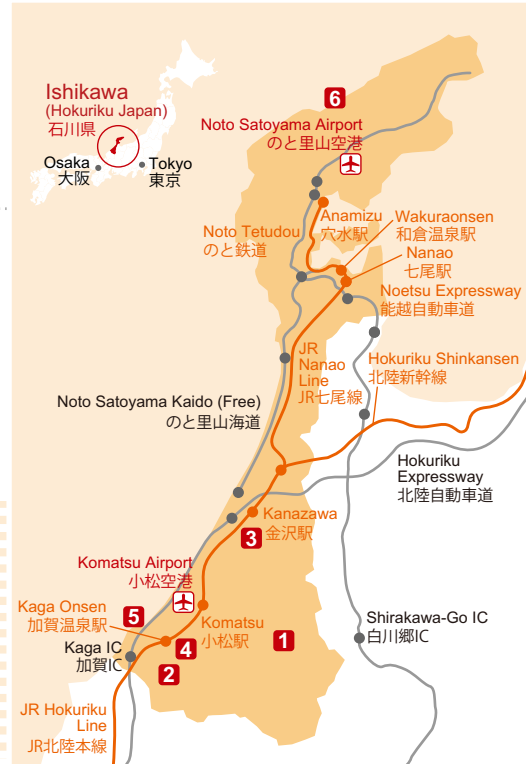 Ishikawa
(Hokuriku Japan)
石川県
Osaka
大阪
Tokyo
東京
6
Noto Satoyama Airport
のと里山空港
Anamizu
穴水駅
Wakuraonsen
和倉温泉駅
Noto Tetudou
のと鉄道
Nanao
七尾駅
Noetsu Expressway
能越自動車道
JR
Nanao
Line
JR七尾線
Hokuriku Shinkansen
北陸新幹線
Noto Satoyama Kaido (Free)
のと里山海道
Hokuriku
Expressway
北陸自動車道
Kanazawa
金沢駅
3
Komatsu Airport
小松空港
Kaga Onsen
加賀温泉駅
5
Komatsu
小松駅
1
Shirakawa-Go IC
白川郷IC
Kaga IC
加賀IC
4
2
JR Hokuriku
Line
JR北陸本線